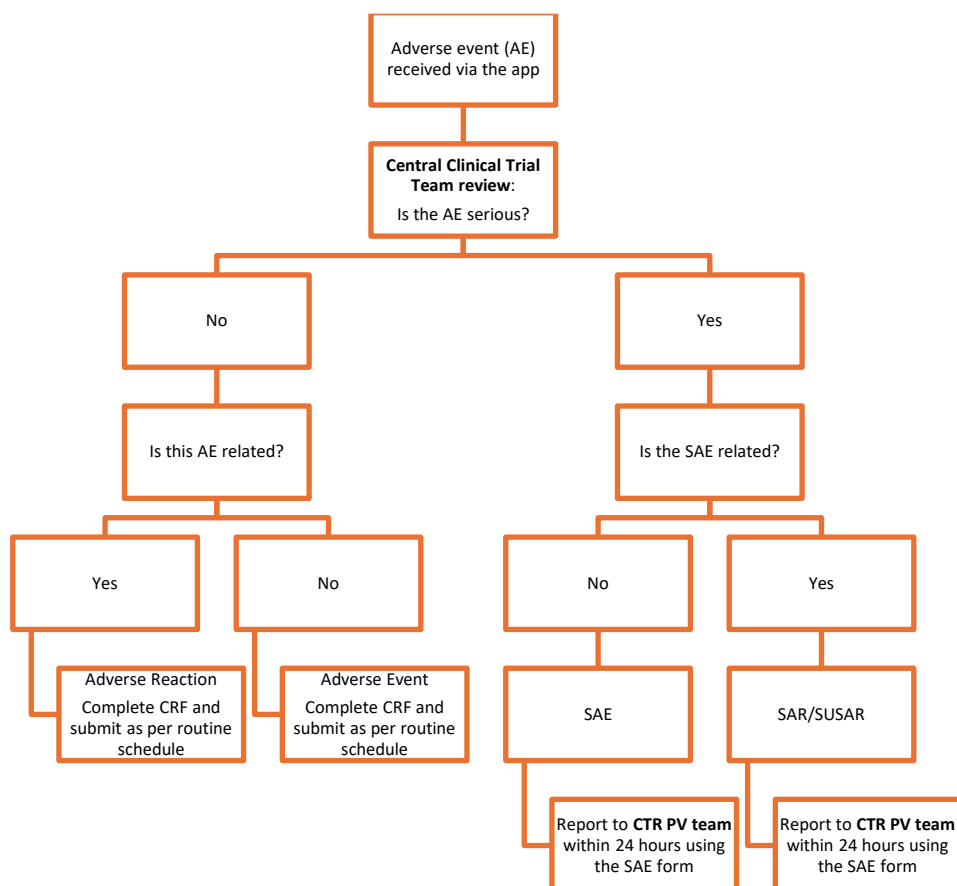 Adverse event (AE)
received via the app
Central Clinical Trial
Team review:
Is the AE serious?
No
Yes
Is this AE related?
Is the SAE related?
Yes
No
No
Yes
Adverse Reaction
Complete CRF and
submit as per routine
schedule
Adverse Event
Complete CRF and
submit as per routine
schedule
SAE
SAR/SUSAR
Report to CTR PV team
within 24 hours using
the SAE form
Report to CTR PV team
within 24 hours using
the SAE form